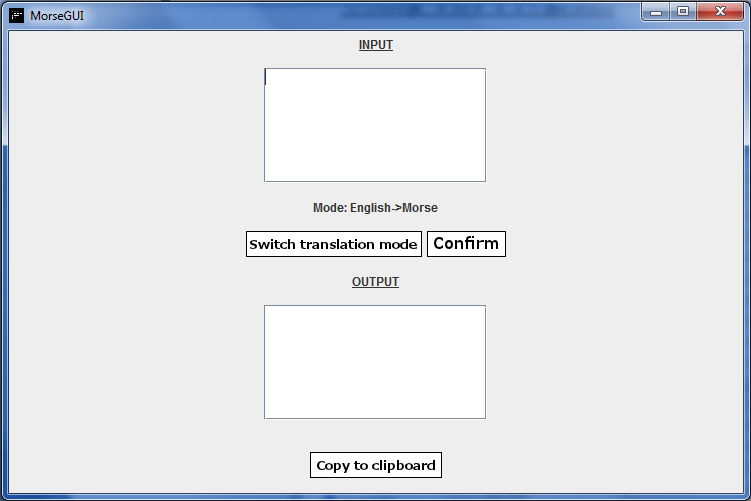 MorseGUI
INPUT
Mode: English->Morse
Switch translation mode Confirm
OUTPUT
Copy to clipboard